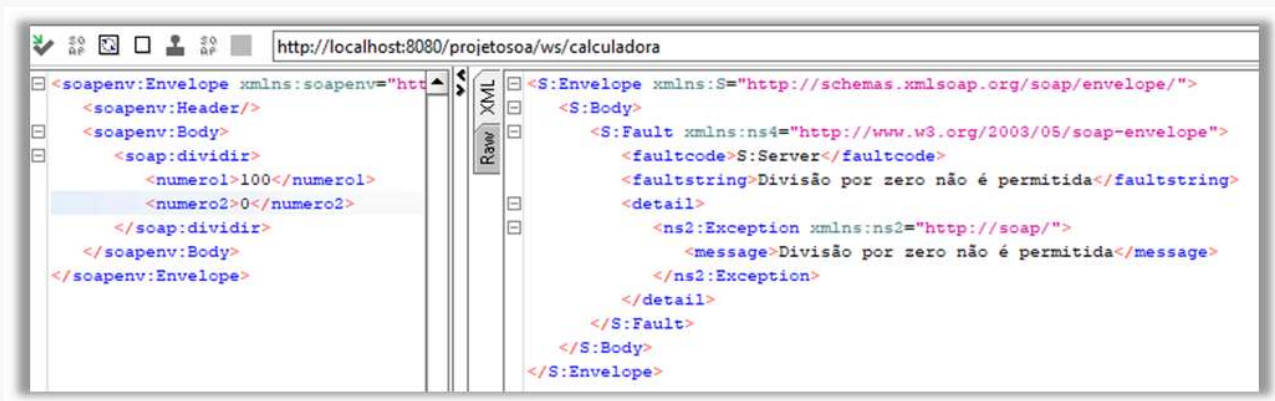 SO
AP
SO
AP
http://localhost:8080/projetosoa/ws/calculadora
<soapenv:Envelope xmlns:soapenv="htt
<soapenv:Header/>
<soapenv:Body>
<soap:dividir>
<numero1>100</numero1>
<numero2>0</numero2>
</soap:dividir>
</soapenv:Body>
</soapenv:Envelope>
XML
Raw
<S:Envelope xmlns:S="http://schemas.xmlsoap.org/soap/envelope/">
<S:Body>
<S:Fault xmlns:ns4="http://www.w3.org/2003/05/soap-envelope">
<faultcode>S:Server</faultcode>
<faultstring>Divisão por zero não é permitida</faultstring>
<detail>
<ns2:Exception xmlns:ns2="http://soap/">
<message>Divisão por zero não é permitida</message>
</ns2:Exception>
</detail>
</S:Fault>
</S:Body>
</S:Envelope>